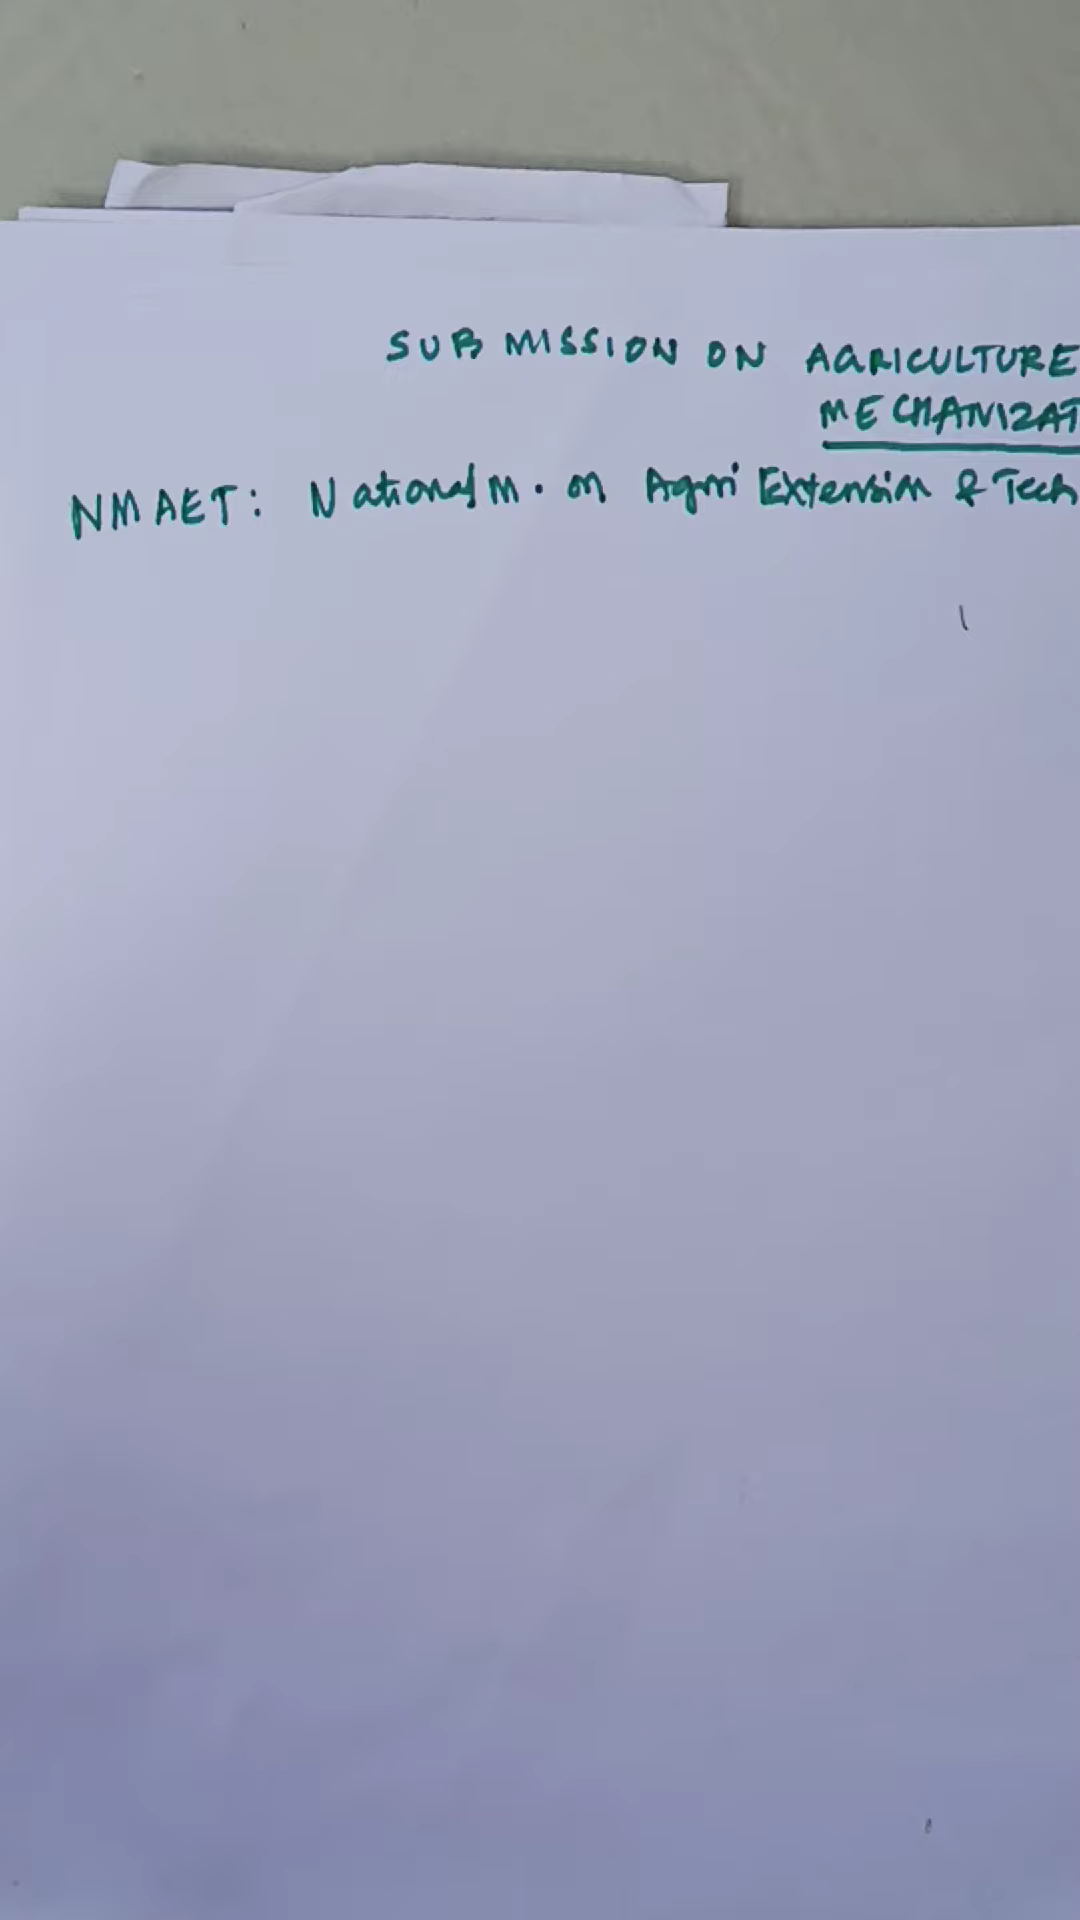 SUB MISSION ON AGRICULTURE
MECHANIZAT
NMAET: National M. on Agri Extension & Tech